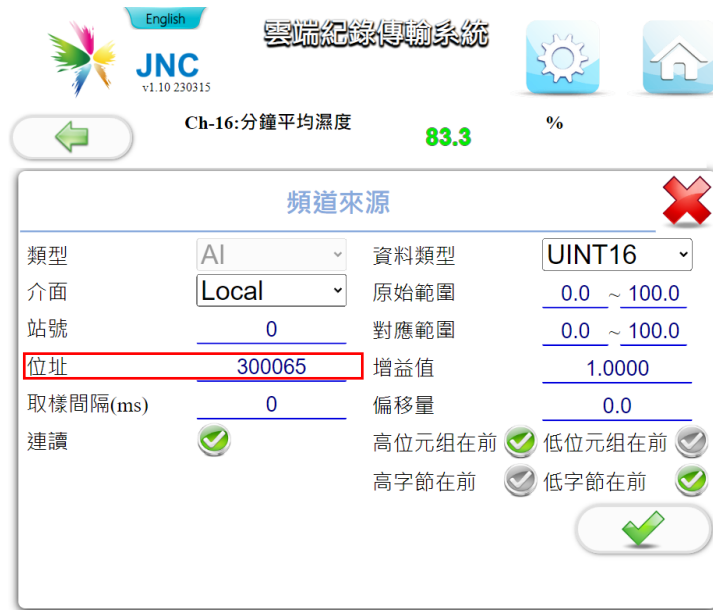 English
雲端紀錄傳輸系統
JNC
v1.10 230315
Ch-16:分鐘平均濕度 83.3 %
頻道來源
類型 AI 資料類型 UINT16
介面 Local 原始範圍 0.0 ~ 100.0
站號 0 對應範圍 0.0 ~ 100.0
位址 300065 增益值 1.0000
取樣間隔(ms) 0 偏移量 0.0
連讀 高位元组在前 低位元组在前
高字節在前 低字節在前